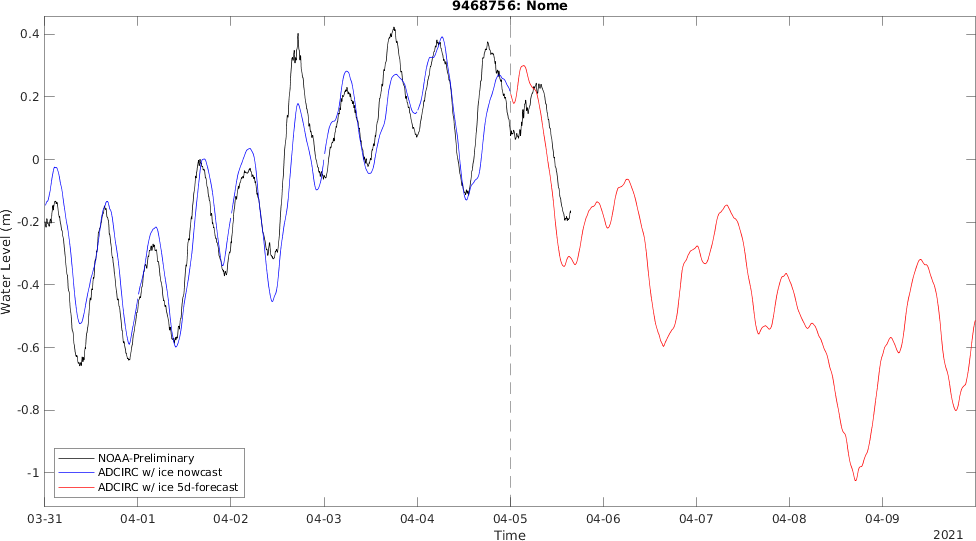 9468756: Nome
0.4
0.2
0
-0.2
-0.4
-0.6
-0.8
-1
Water Level (m)
NOAA-Preliminary
ADCIRC w/ ice nowcast
ADCIRC w/ ice 5d-forecast
03-31 04-01 04-02 04-03 04-04 04-05 04-06 04-07 04-08 04-09
Time
2021